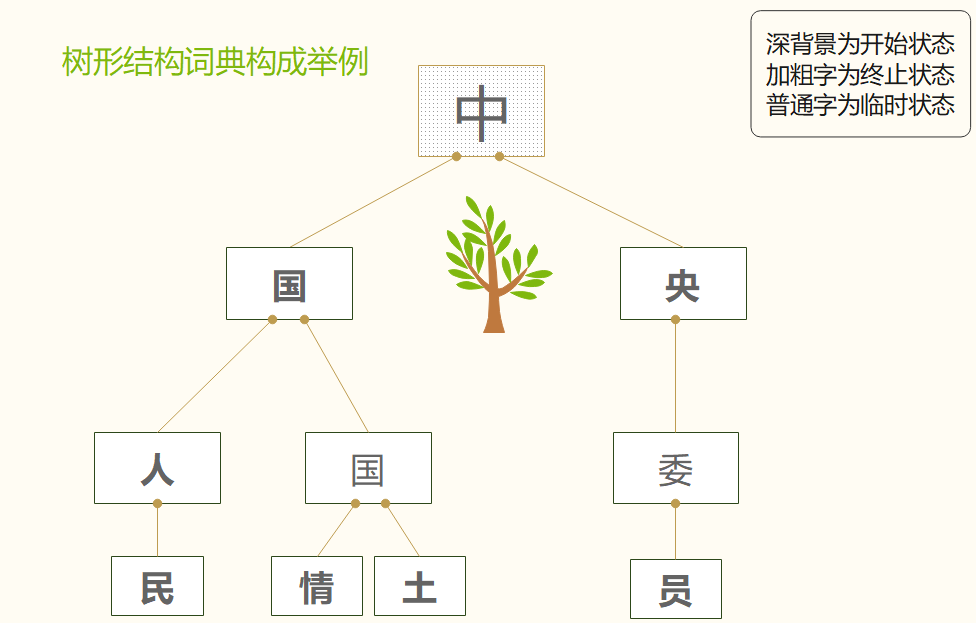 树形结构词典构成举例
深背景为开始状态
加粗字为终止状态
普通字为临时状态
中
国
央
人
国
委
民
情
土
员